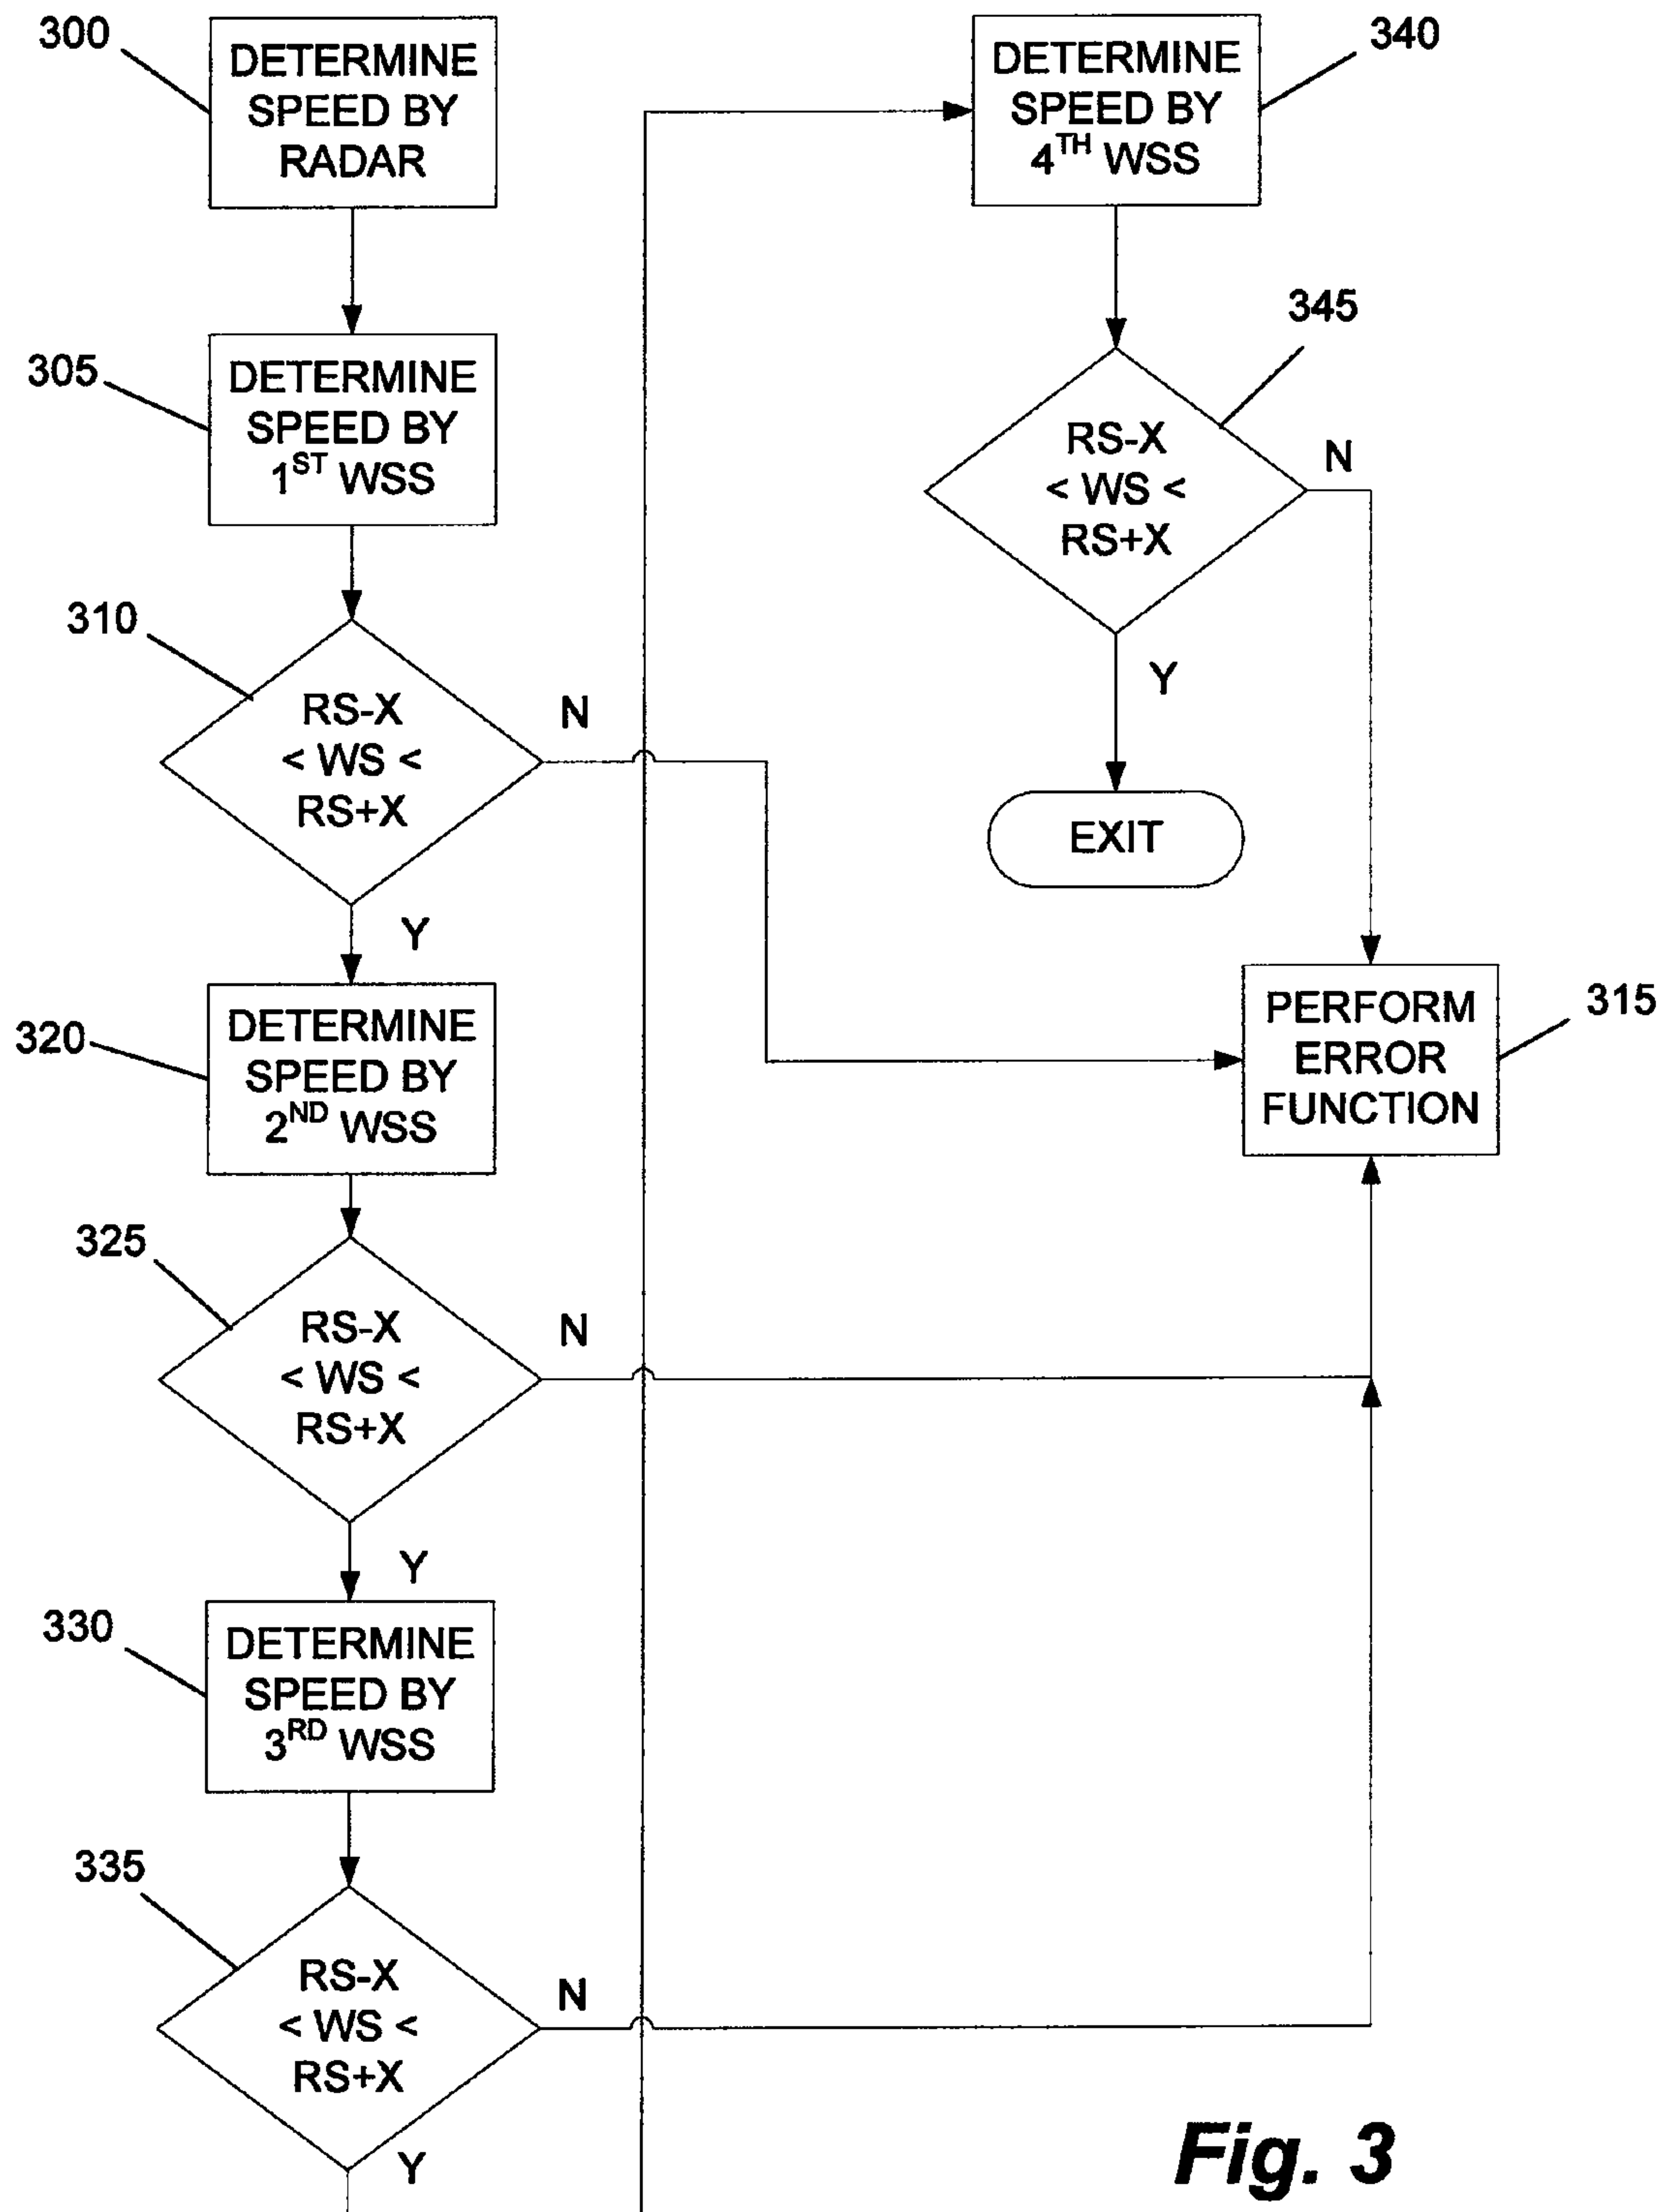 300
DETERMINE
SPEED BY
RADAR
305
DETERMINE
SPEED BY
1ST WSS
310
RS-X
< WS <
RS+X
N
Y
320
DETERMINE
SPEED BY
2ND WSS
325
RS-X
< WS <
RS+X
N
Y
330
DETERMINE
SPEED BY
3RD WSS
335
RS-X
< WS <
RS+X
N
Y
340
DETERMINE
SPEED BY
4TH WSS
345
RS-X
< WS <
RS+X
N
Y
EXIT
315
PERFORM
ERROR
FUNCTION
Fig. 3